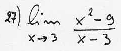 27) lim x→3 x²-9 / x-3